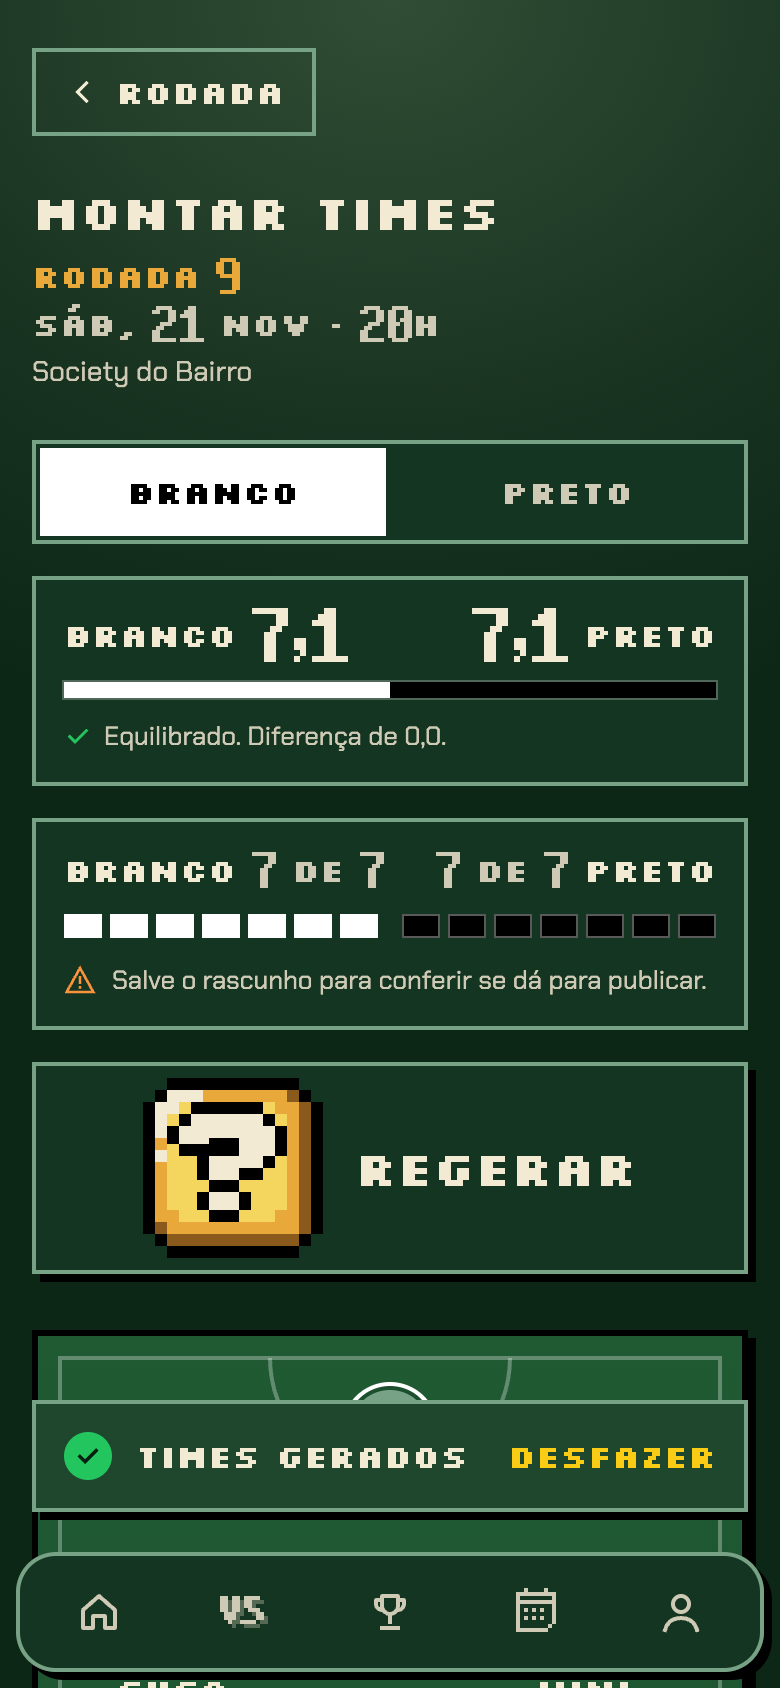 RODADA
MONTAR TIMES
RODADA 9
SÁB, 21 NOV - 20H
Society do Bairro
BRANCO PRETO
BRANCO 7,1 7,1 PRETO
Equilibrado. Diferença de 0,0.
BRANCO 7 DE 7 7 DE 7 PRETO
Salve o rascunho para conferir se dá para publicar.
? REGERAR
TIMES GERADOS DESFAZER
VS